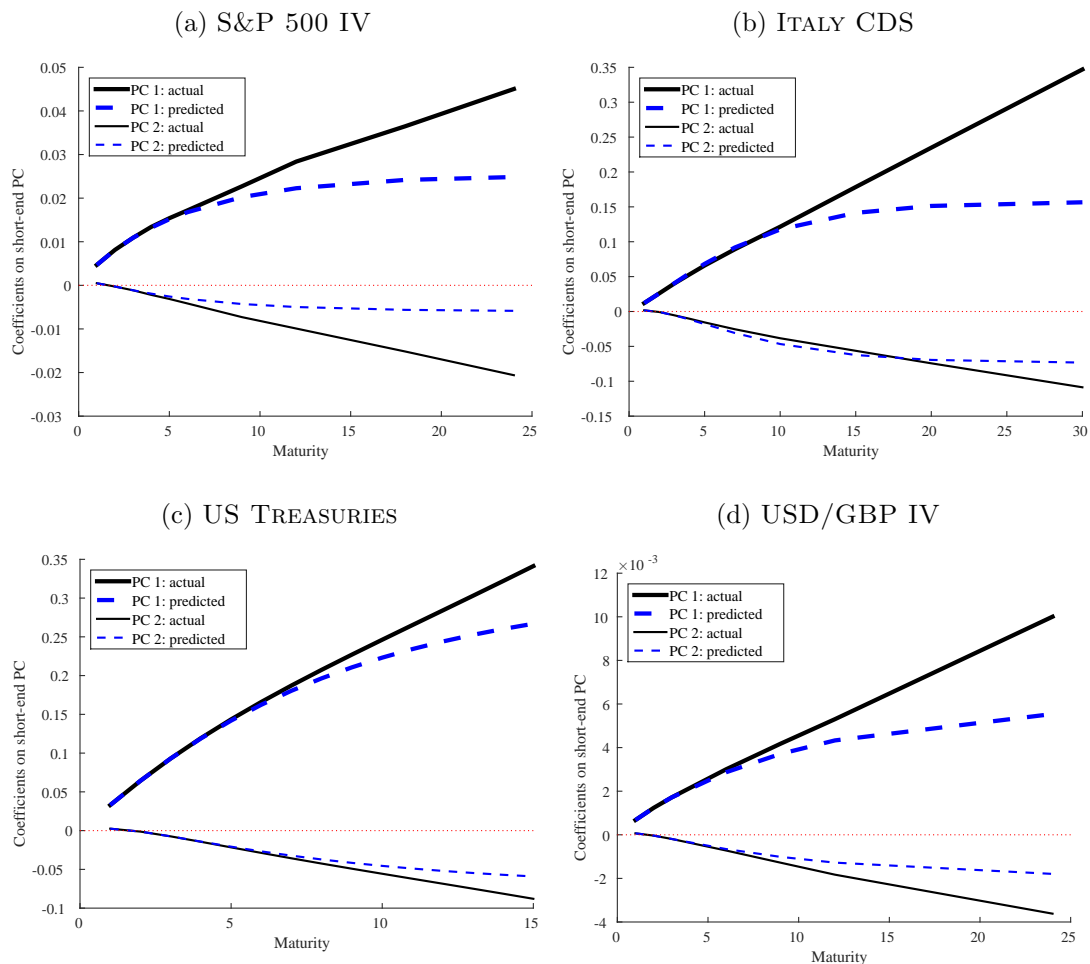 (a) S&P 500 IV
0.05
0.04
0.03
0.02
0.01
0
-0.01
-0.02
-0.03
Coefficients on short-end PC
PC 1: actual
PC 1: predicted
PC 2: actual
PC 2: predicted
0 5 10 15 20 25
Maturity
(b) ITALY CDS
0.35
0.3
0.25
0.2
0.15
0.1
0.05
0
-0.05
-0.1
-0.15
Coefficients on short-end PC
PC 1: actual
PC 1: predicted
PC 2: actual
PC 2: predicted
0 5 10 15 20 25 30
Maturity
(c) US TREASURIES
0.35
0.3
0.25
0.2
0.15
0.1
0.05
0
-0.05
-0.1
Coefficients on short-end PC
PC 1: actual
PC 1: predicted
PC 2: actual
PC 2: predicted
0 5 10 15
Maturity
(d) USD/GBP IV
×10 -3
12
10
8
6
4
2
0
-2
-4
Coefficients on short-end PC
PC 1: actual
PC 1: predicted
PC 2: actual
PC 2: predicted
0 5 10 15 20 25
Maturity